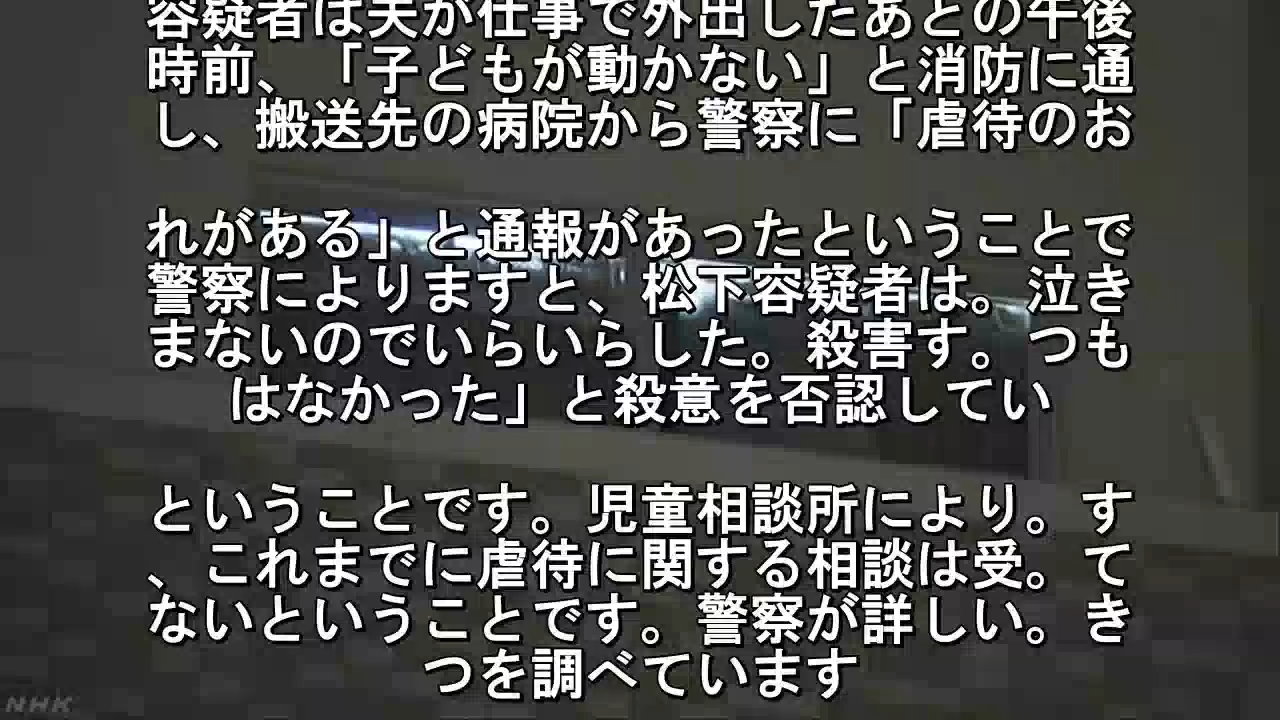 容疑者は夫が仕事で外出したあとの午後
時前、「子どもが動かない」と消防に通
し、搬送先の病院から警察に「虐待のお
れがある」と通報があったということで
警察によりますと、松下容疑者は。泣き
まないのでいらいらした。殺害す。つも
はなかった」と殺意を否認してい
ということです。児童相談所により。す
、これまでに虐待に関する相談は受。て
ないということです。警察が詳しい。き
つを調べています
NHK